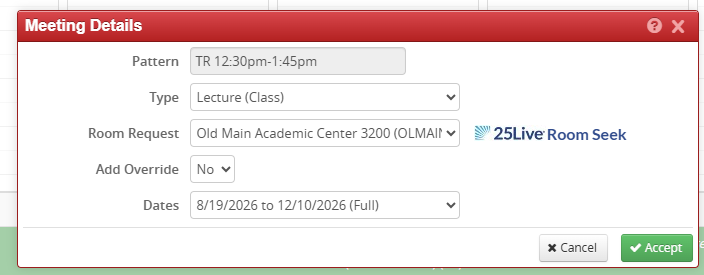 Meeting Details
Pattern TR 12:30pm-1:45pm
Type Lecture (Class)
Room Request Old Main Academic Center 3200 (OLMAIN 25Live Room Seek
Add Override No
Dates 8/19/2026 to 12/10/2026 (Full)
Cancel Accept